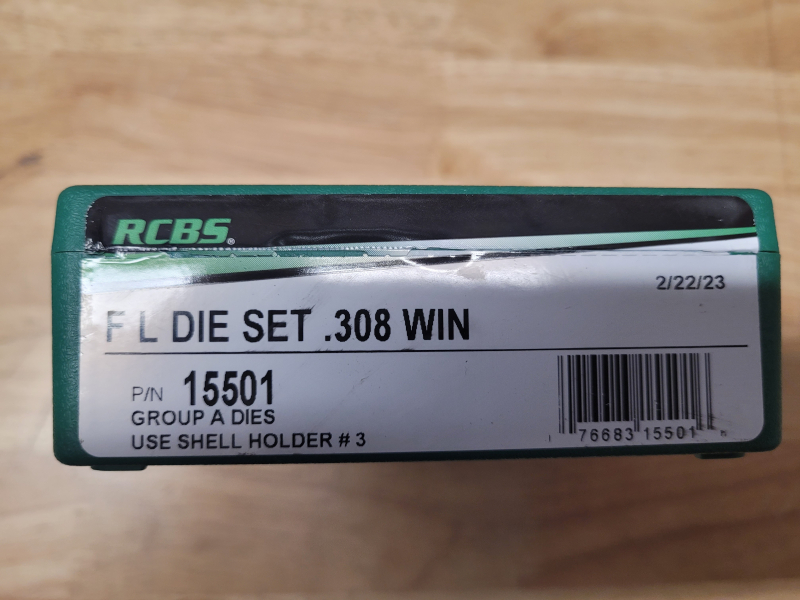 RCBS®
2/22/23
F L DIE SET .308 WIN
P/N 15501
GROUP A DIES
USE SHELL HOLDER # 3
76683 15501